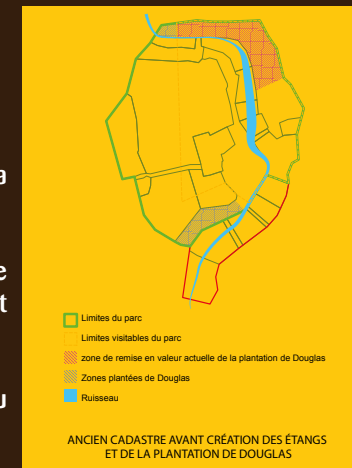 a
e
t
u
Limites du parc
Limites visitables du parc
zone de remise en valeur actuelle de la plantation de Douglas
Zones plantées de Douglas
Ruisseau
ANCIEN CADASTRE AVANT CRÉATION DES ÉTANGS
ET DE LA PLANTATION DE DOUGLAS